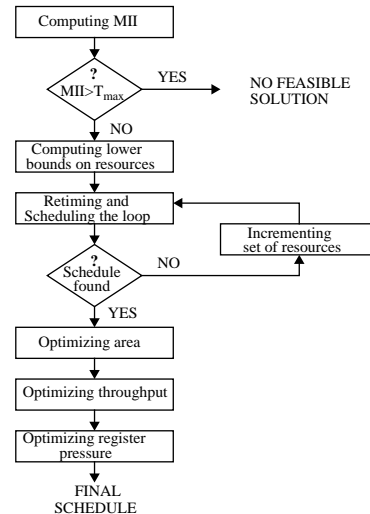 Computing MII
?
MII>Tmax
YES
NO FEASIBLE
SOLUTION
NO
Computing lower
bounds on resources
Retiming and
Scheduling the loop
?
Schedule
found
NO
Incrementing
set of resources
YES
Optimizing area
Optimizing throughput
Optimizing register
pressure
FINAL
SCHEDULE